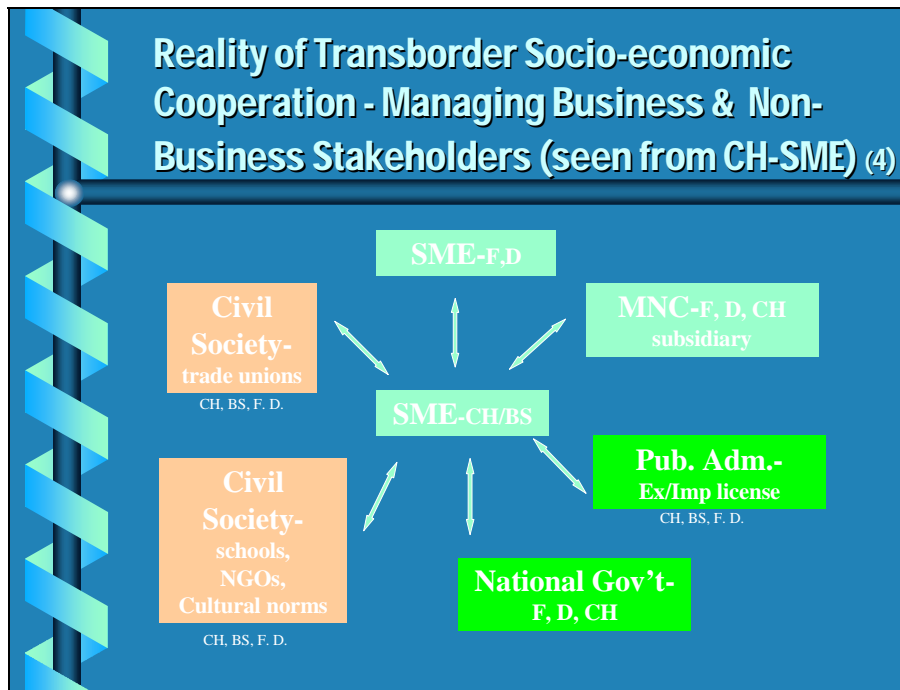 Reality of Transborder Socio-economic
Cooperation - Managing Business & Non-
Business Stakeholders (seen from CH-SME) (4)
SME-F,D
Civil
Society-
trade unions
CH, BS, F. D.
MNC-F, D, CH
subsidiary
SME-CH/BS
Civil
Society-
schools,
NGOs,
Cultural norms
CH, BS, F. D.
Pub. Adm.-
Ex/Imp license
CH, BS, F. D.
National Gov't-
F, D, CH